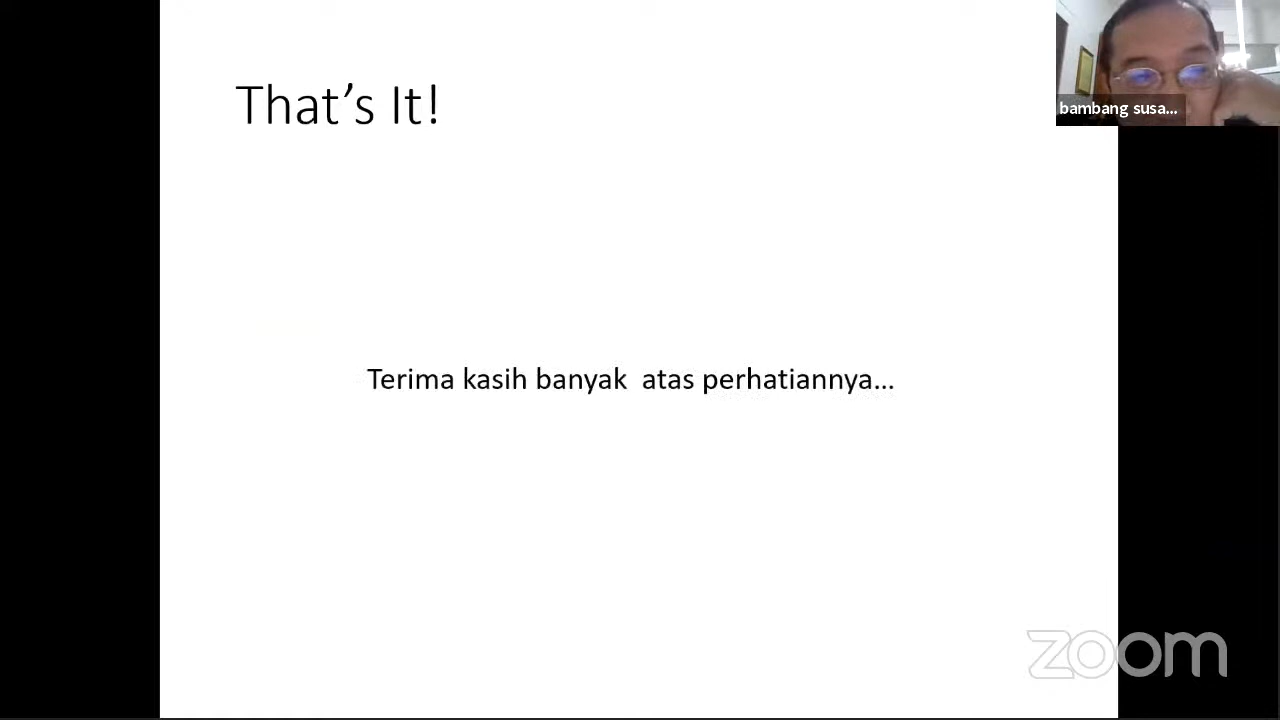 That’s It!
bambang susa...
Terima kasih banyak  atas perhatiannya...
zoom